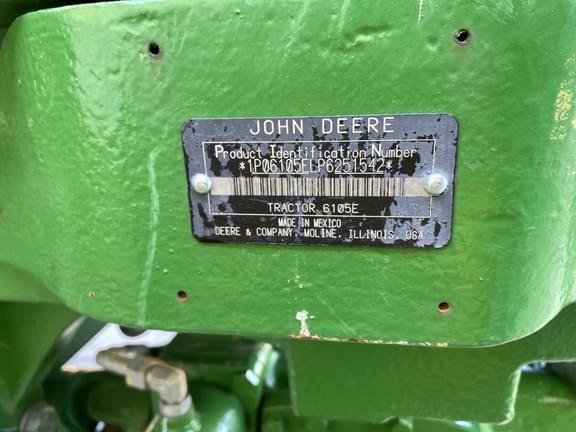 JOHN DEERE
Product Identification Number
*1P06105ELP6251542*
TRACTOR 6105E
MADE IN MEXICO
DEERE & COMPANY, MOLINE, ILLINOIS, USA